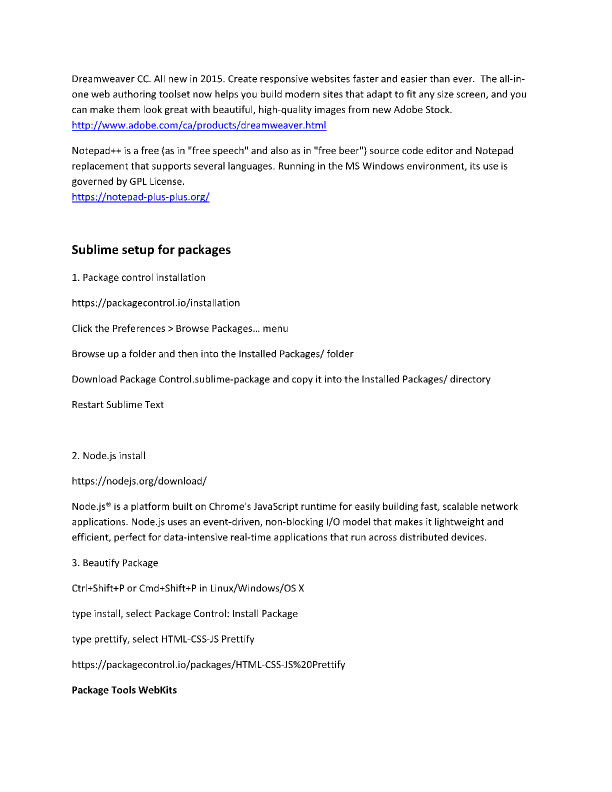 Dreamweaver CC. All new in 2015. Create responsive websites faster and easier than ever.  The all-in-
one web authoring toolset now helps you build modern sites that adapt to fit any size screen, and you
can make them look great with beautiful, high-quality images from new Adobe Stock.
http://www.adobe.com/ca/products/dreamweaver.html
Notepad++ is a free (as in "free speech" and also as in "free beer") source code editor and Notepad
replacement that supports several languages. Running in the MS Windows environment, its use is
governed by GPL License.
https://notepad-plus-plus.org/
Sublime setup for packages
1. Package control installation
https://packagecontrol.io/installation
Click the Preferences > Browse Packages… menu
Browse up a folder and then into the Installed Packages/ folder
Download Package Control.sublime-package and copy it into the Installed Packages/ directory
Restart Sublime Text
2. Node.js install
https://nodejs.org/download/
Node.js® is a platform built on Chrome's JavaScript runtime for easily building fast, scalable network
applications. Node.js uses an event-driven, non-blocking I/O model that makes it lightweight and
efficient, perfect for data-intensive real-time applications that run across distributed devices.
3. Beautify Package
Ctrl+Shift+P or Cmd+Shift+P in Linux/Windows/OS X
type install, select Package Control: Install Package
type prettify, select HTML-CSS-JS Prettify
https://packagecontrol.io/packages/HTML-CSS-JS%20Prettify
Package Tools WebKits